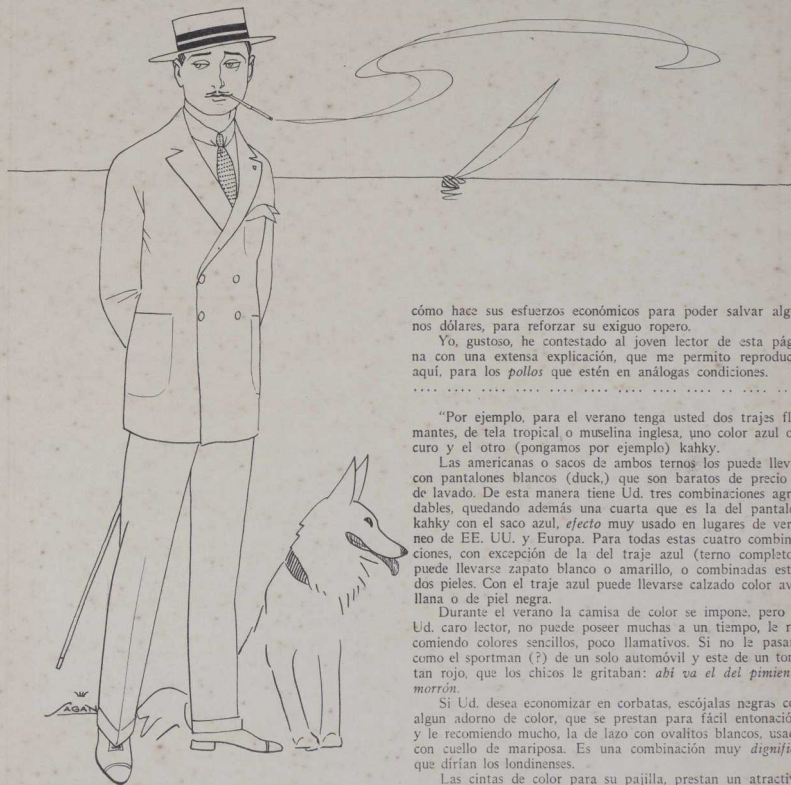 SAGAN
cómo hace sus esfuerzos económicos para poder salvar algu
nos dólares, para reforzar su exiguo ropero.
Yo, gustoso, he contestado al joven lector de esta pági
na con una extensa explicación, que me permito reproduc
aquí, para los pollos que estén en análogas condiciones.
.... .... .... .... .... .... .... .... .... .... .. .... ..
"Por ejemplo, para el verano tenga usted dos trajes fl
mantes, de tela tropical o muselina inglesa, uno color azul o
curo y el otro (pongamos por ejemplo) kahky.
Las americanas o sacos de ambos ternos los puede llev
con pantalones blancos (duck,) que son baratos de precio
de lavado. De esta manera tiene Ud. tres combinaciones agr
dables, quedando además una cuarta que es la del pantalo
kahky con el saco azul, efecto muy usado en lugares de ver
neo de EE. UU. y Europa. Para todas estas cuatro combin
ciones, con excepción de la del traje azul (terno completo
puede llevarse zapato blanco o amarillo, o combinadas est
dos pieles. Con el traje azul puede llevarse calzado color av
llana o de piel negra.
Durante el verano la camisa de color se impone. pero
Ud. caro lector, no puede poseer muchas a un tiempo, le r
comiendo colores sencillos, poco llamativos. Si no le pasar
como el sportman (?) de un solo automóvil y este de un ton
tan rojo, que los chicos le gritaban: ahí va el del pimien
morrón.
Si Ud. desea economizar en corbatas, escójalas negras co
algun adorno de color, que se prestan para fácil entonació
y le recomiendo mucho, la de lazo con ovalitos blancos, usad
con cuello de mariposa. Es una combinación muy dignifie
que dirían los londinenses.
Las cintas de color para su pajilla, prestan un atractiv